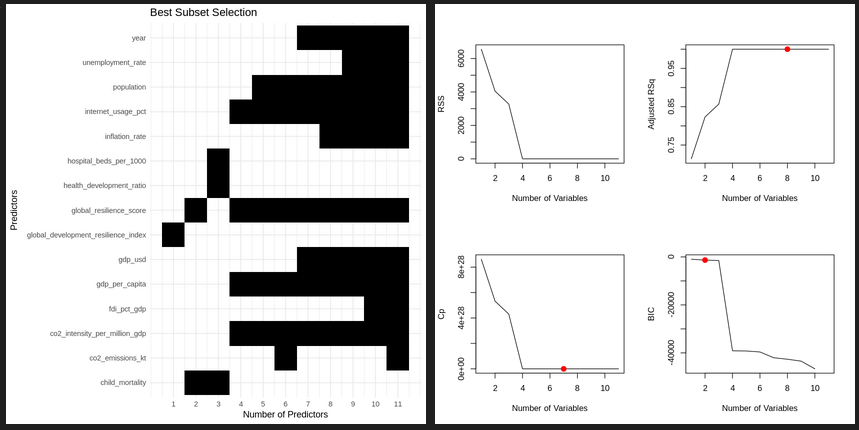 Best Subset Selection
Predictors
year
unemployment_rate
population
internet_usage_pct
inflation_rate
hospital_beds_per_1000
health_development_ratio
global_resilience_score
global_development_resilience_index
gdp_usd
gdp_per_capita
fdi_pct_gdp
co2_intensity_per_million_gdp
co2_emissions_kt
child_mortality
1 2 3 4 5 6 7 8 9 10 11
Number of Predictors
RSS
6000
4000
2000
0
2 4 6 8 10
Number of Variables
Adjusted RSq
0.95
0.85
0.75
2 4 6 8 10
Number of Variables
Cp
8e+28
4e+28
0e+00
2 4 6 8 10
Number of Variables
BIC
0
-20000
-40000
2 4 6 8 10
Number of Variables